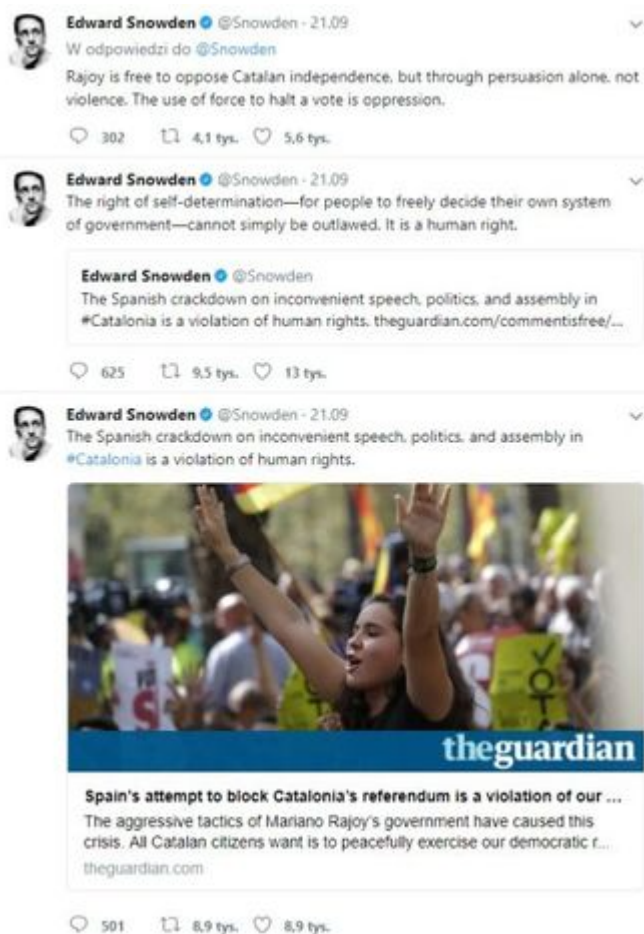 Edward Snowden @Snowden · 21.09
W odpowiedzi do @Snowden
Rajoy is free to oppose Catalan independence, but through persuasion alone, not
violence. The use of force to halt a vote is oppression.
302 4,1 tys. 5,6 tys.
Edward Snowden @Snowden · 21.09
The right of self-determination—for people to freely decide their own system
of government—cannot simply be outlawed. It is a human right.
Edward Snowden @Snowden
The Spanish crackdown on inconvenient speech, politics, and assembly in
#Catalonia is a violation of human rights. theguardian.com/commentisfree/...
625 9,5 tys. 13 tys.
Edward Snowden @Snowden · 21.09
The Spanish crackdown on inconvenient speech, politics, and assembly in
#Catalonia is a violation of human rights.
VOTA
theguardian
Spain's attempt to block Catalonia's referendum is a violation of our ...
The aggressive tactics of Mariano Rajoy's government have caused this
crisis. All Catalan citizens want is to peacefully exercise our democratic r...
theguardian.com
501 8,9 tys. 8,9 tys.